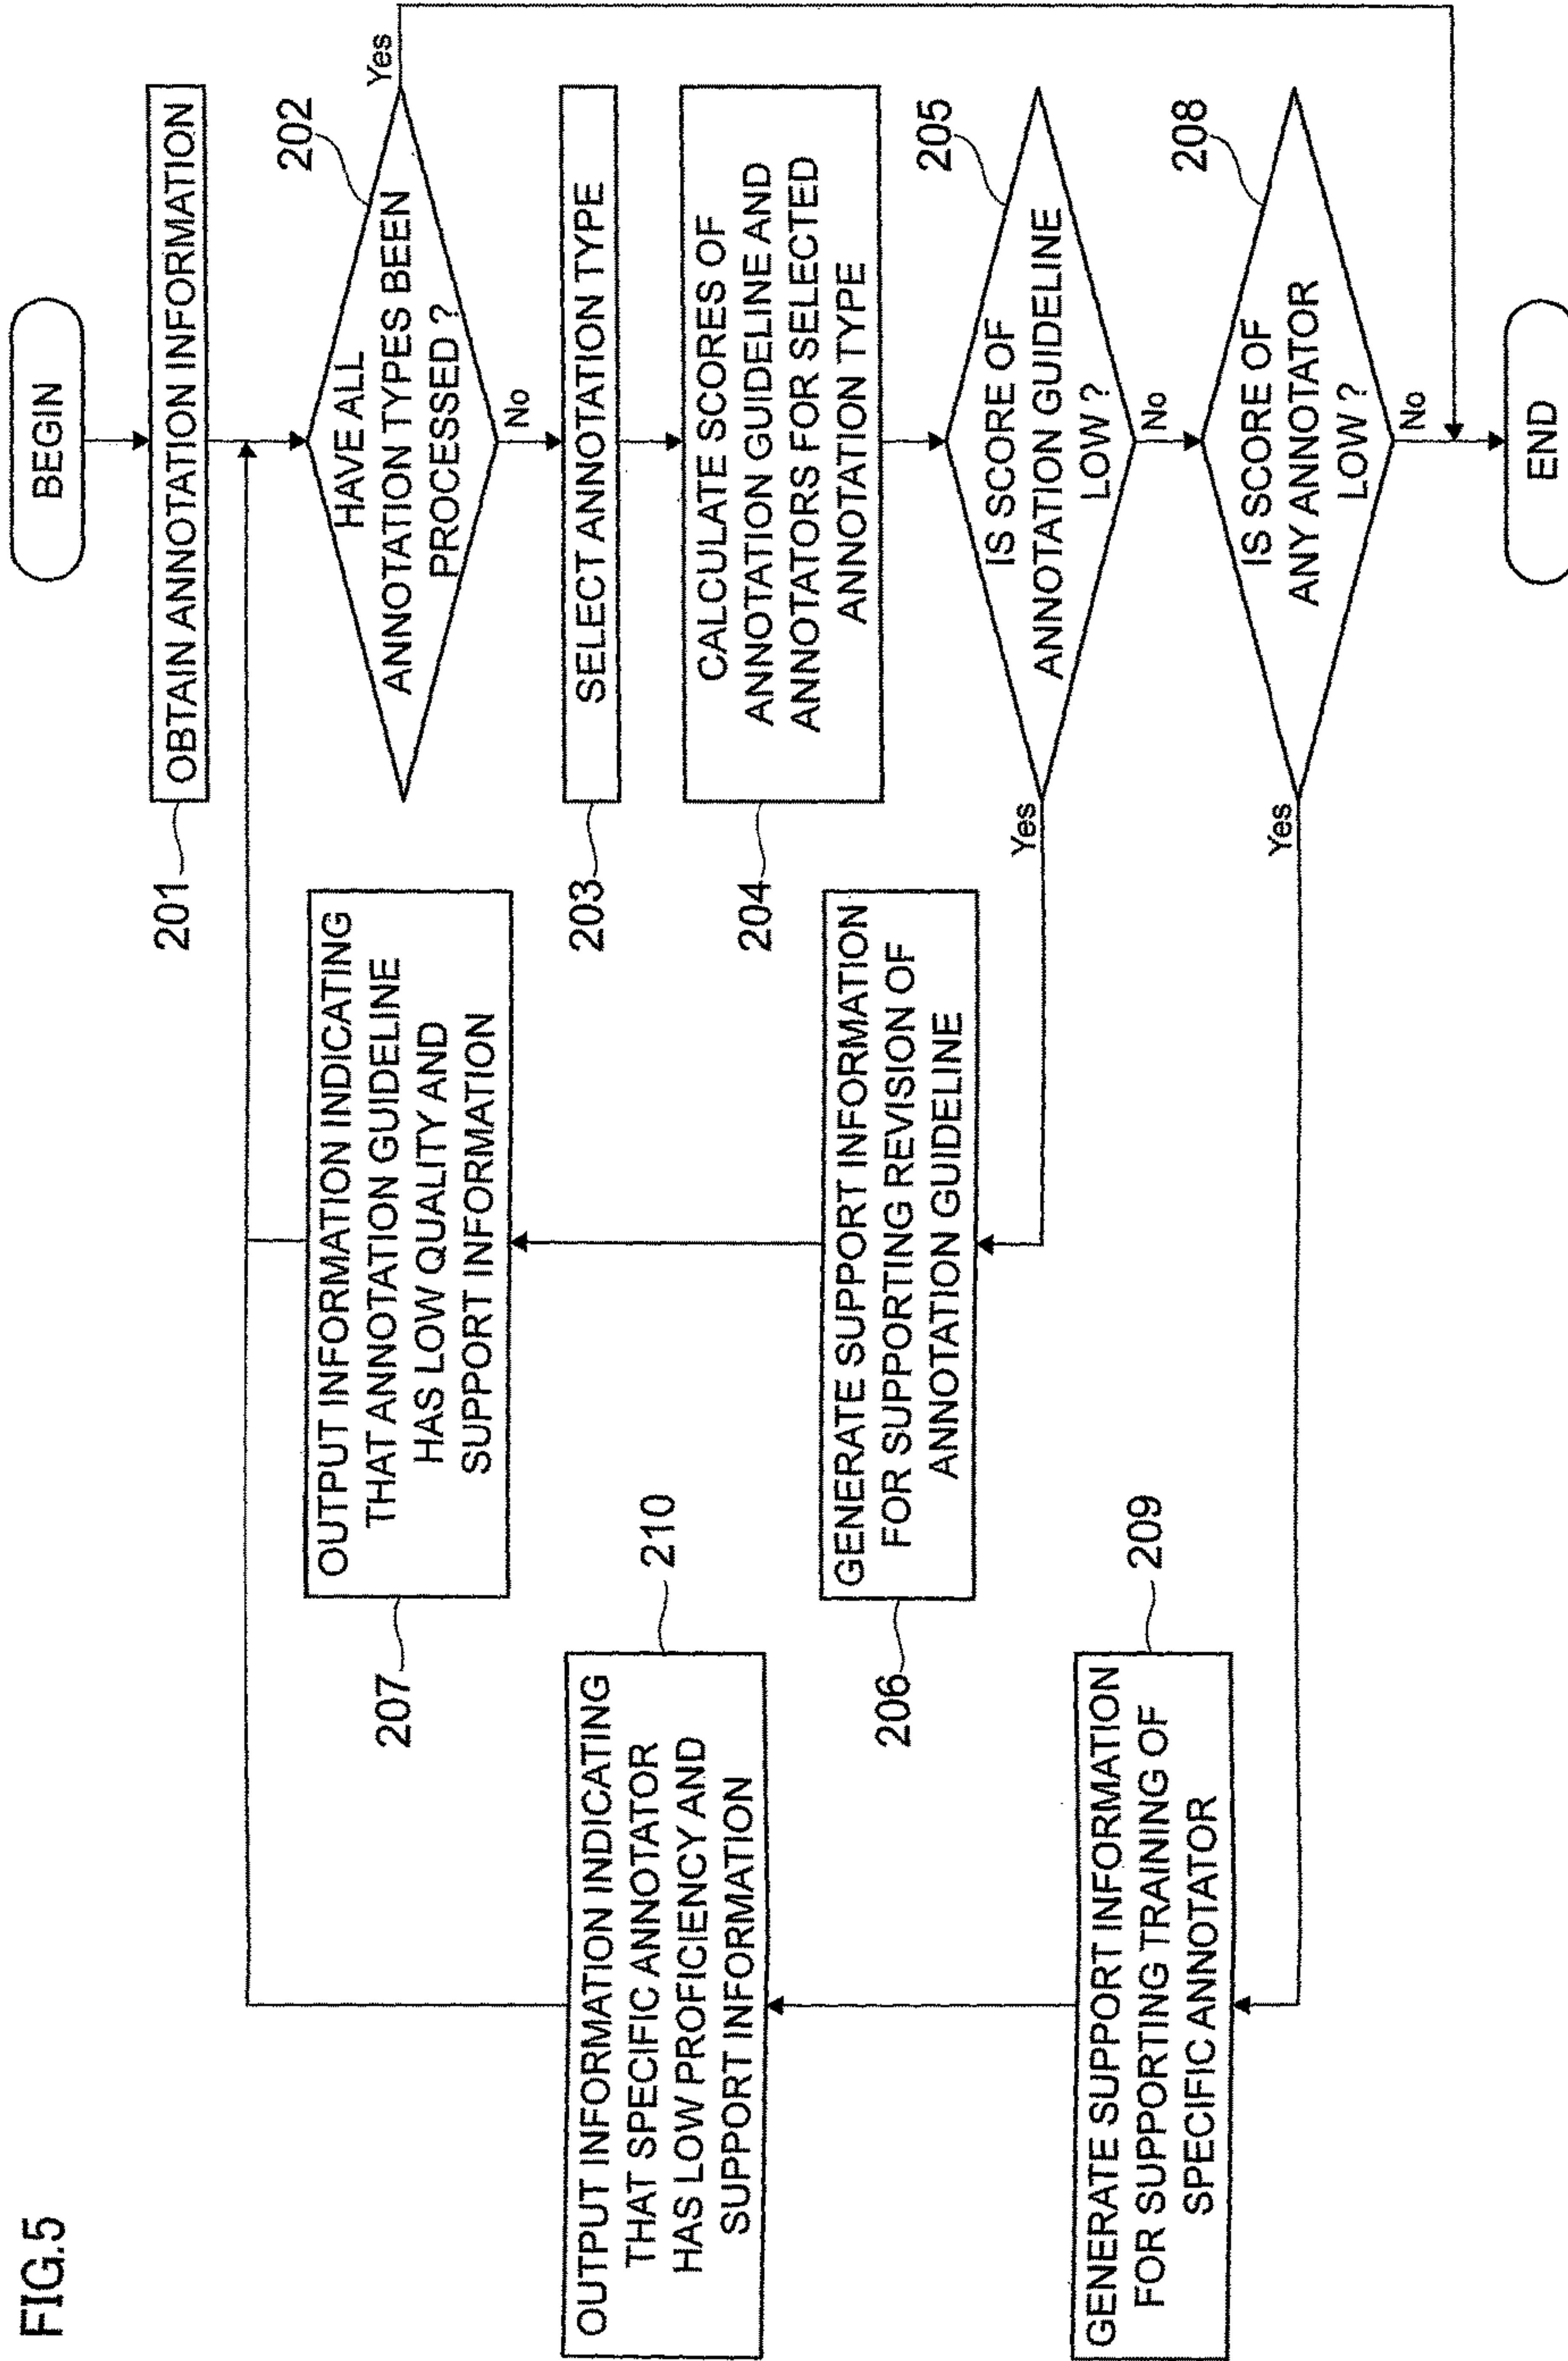 FIG.5
BEGIN
OBTAIN ANNOTATION INFORMATION
201
HAVE ALL
ANNOTATION TYPES BEEN
PROCESSED ?
202
Yes
No
SELECT ANNOTATION TYPE
203
CALCULATE SCORES OF
ANNOTATION GUIDELINE AND
ANNOTATORS FOR SELECTED
ANNOTATION TYPE
204
IS SCORE OF
ANNOTATION GUIDELINE
LOW ?
205
Yes
No
GENERATE SUPPORT INFORMATION
FOR SUPPORTING REVISION OF
ANNOTATION GUIDELINE
206
OUTPUT INFORMATION INDICATING
THAT ANNOTATION GUIDELINE
HAS LOW QUALITY AND
SUPPORT INFORMATION
207
IS SCORE OF
ANY ANNOTATOR
LOW ?
208
Yes
No
GENERATE SUPPORT INFORMATION
FOR SUPPORTING TRAINING OF
SPECIFIC ANNOTATOR
209
OUTPUT INFORMATION INDICATING
THAT SPECIFIC ANNOTATOR
HAS LOW PROFICIENCY AND
SUPPORT INFORMATION
210
END